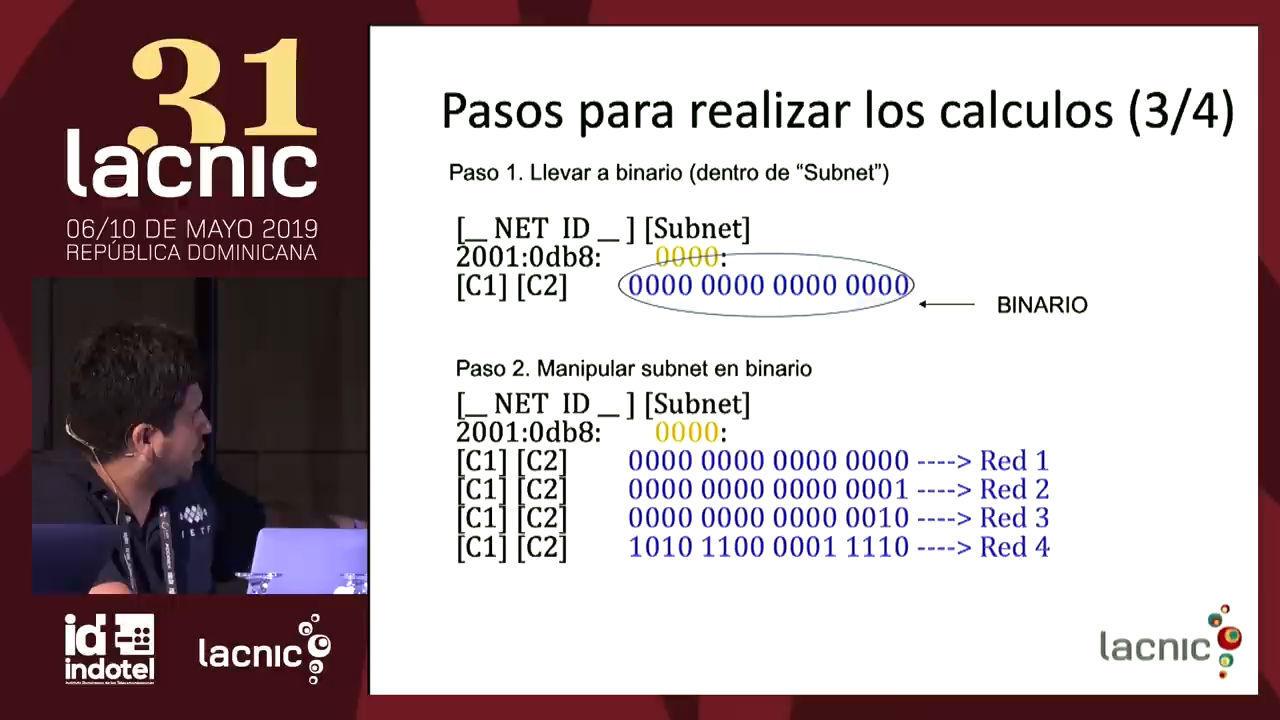 31
lacnic
06/10 DE MAYO 2019
REPÚBLICA DOMINICANA
IETF
id
indotel
lacnic
Pasos para realizar los calculos (3/4)
Paso 1. Llevar a binario (dentro de “Subnet”)
[__ NET ID __ ] [Subnet]
2001:0db8: 0000:
[C1] [C2] 0000 0000 0000 0000
BINARIO
Paso 2. Manipular subnet en binario
[__ NET ID __ ] [Subnet]
2001:0db8: 0000:
[C1] [C2] 0000 0000 0000 0000 ----> Red 1
[C1] [C2] 0000 0000 0000 0001 ----> Red 2
[C1] [C2] 0000 0000 0000 0010 ----> Red 3
[C1] [C2] 1010 1100 0001 1110 ----> Red 4
lacnic